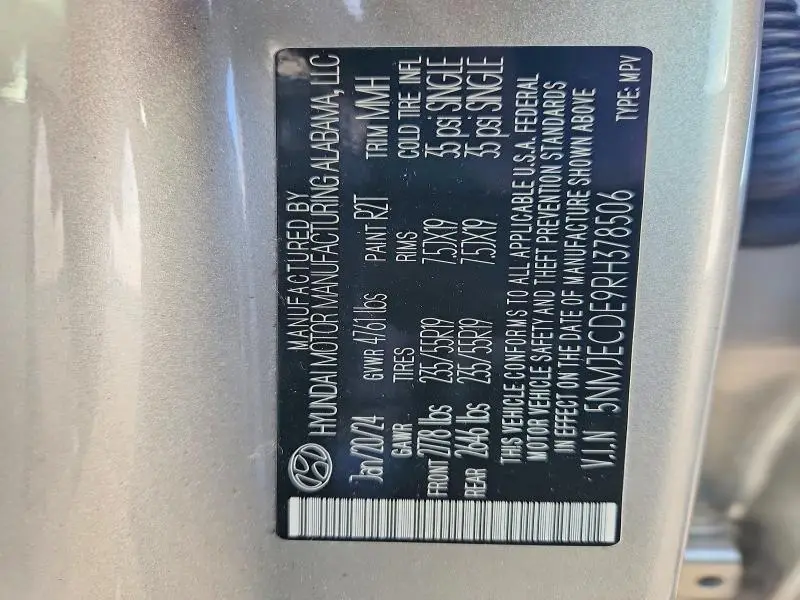 MANUFACTURED BY
HYUNDAI MOTOR MANUFACTURING ALABAMA, LLC
Jan/20/24 GVWR 4761 lbs PAINT R2T TRIM MMH
GAWR TIRES RIMS COLD TIRE INFL
FRONT 2778 lbs 235/55R19 7.5JX19 35 psi SINGLE
REAR 2646 lbs 235/55R19 7.5JX19 35 psi SINGLE
THIS VEHICLE CONFORMS TO ALL APPLICABLE U.S.A. FEDERAL
MOTOR VEHICLE SAFETY AND THEFT PREVENTION STANDARDS
IN EFFECT ON THE DATE OF MANUFACTURE SHOWN ABOVE
V.I.N 5NMJECDE9RH378506 TYPE: MPV